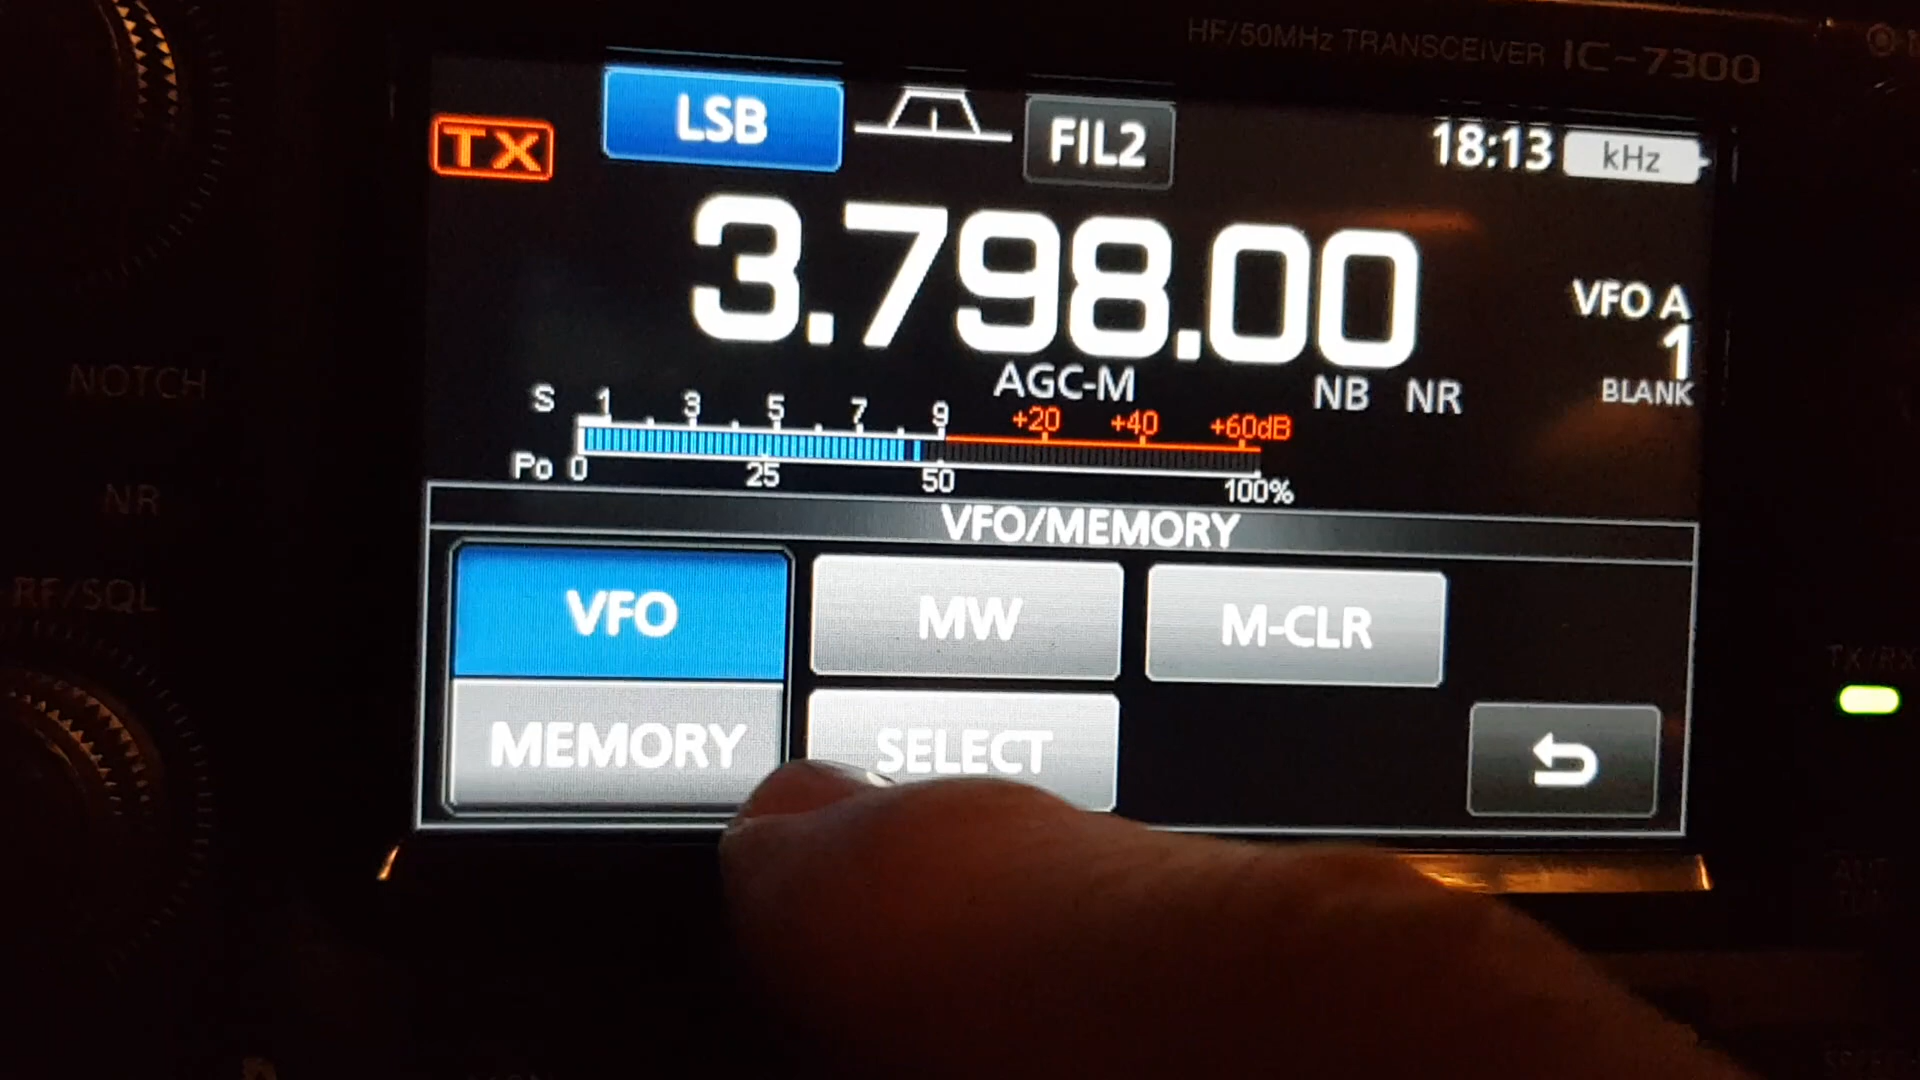 HF/50MHz TRANSCEIVER IC-7300
TX LSB FIL2 18:13 kHz
3.798.00
VFO A
1
BLANK
AGC-M NB NR
S 1 3 5 7 9 +20 +40 +60dB
Po 0 25 50 100%
VFO/MEMORY
VFO MW M-CLR
MEMORY SELECT
NOTCH
NR
RF/SQL
TX/RX